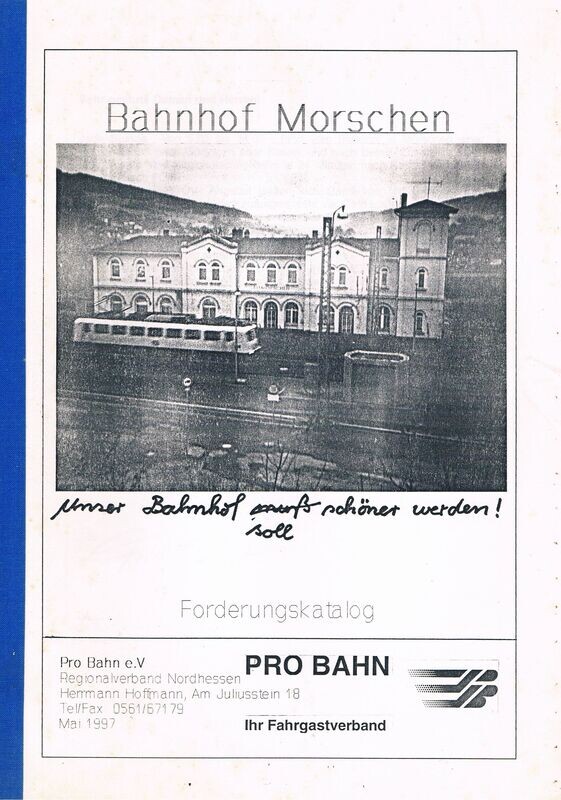 Bahnhof Morschen
Unser Bahnhof muß schöner werden!
soll
Forderungskatalog
Pro Bahn e.V
Regionalverband Nordhessen
Herrmann Hoffmann, Am Juliusstein 18
Tel/Fax 0561/67179
Mai 1997
PRO BAHN
Ihr Fahrgastverband